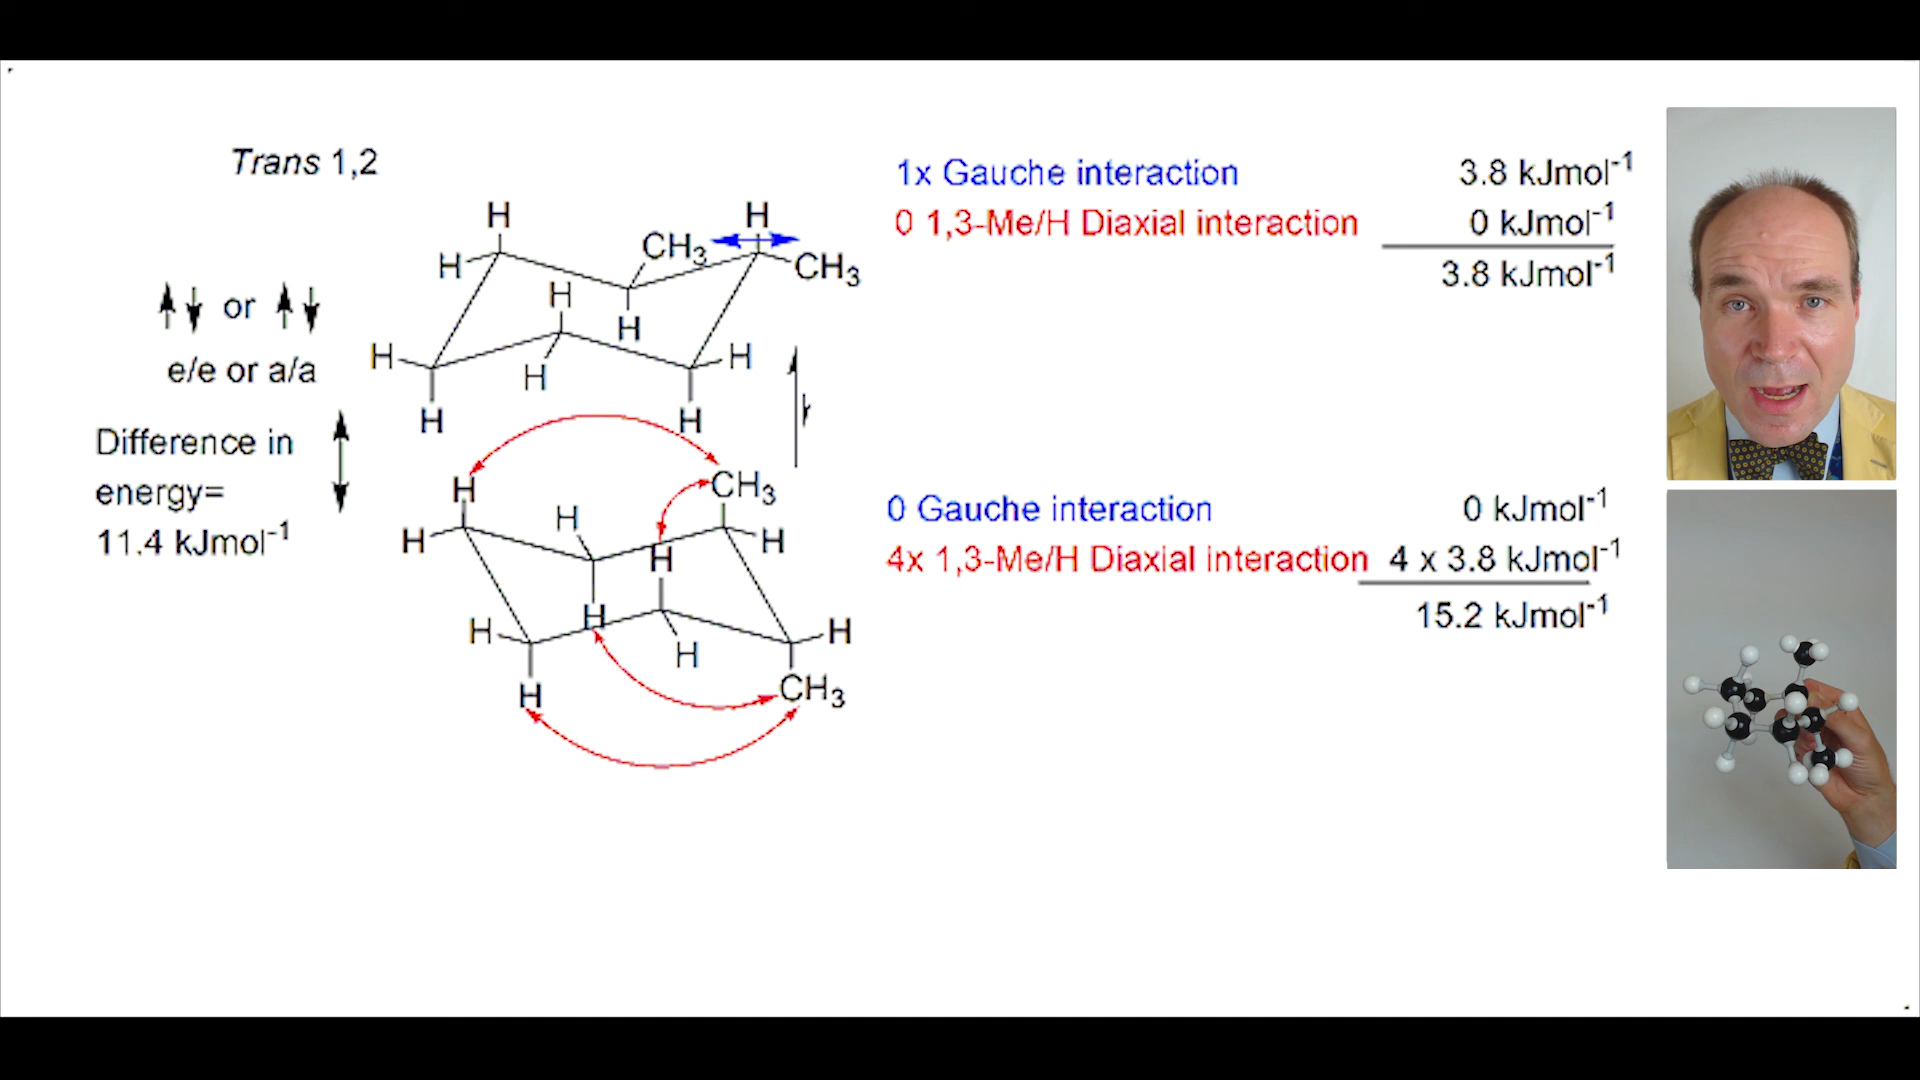 Trans 1,2
1x Gauche interaction 3.8 kJmol⁻¹
0 1,3-Me/H Diaxial interaction 0 kJmol⁻¹
3.8 kJmol⁻¹
H H
CH₃
H CH₃
H
H
H H
H
H H
↑↓ or ↑↓
e/e or a/a
Difference in
energy=
11.4 kJmol⁻¹
H CH₃
H
H H
H
H
H H
H
H CH₃
0 Gauche interaction 0 kJmol⁻¹
4x 1,3-Me/H Diaxial interaction 4 x 3.8 kJmol⁻¹
15.2 kJmol⁻¹